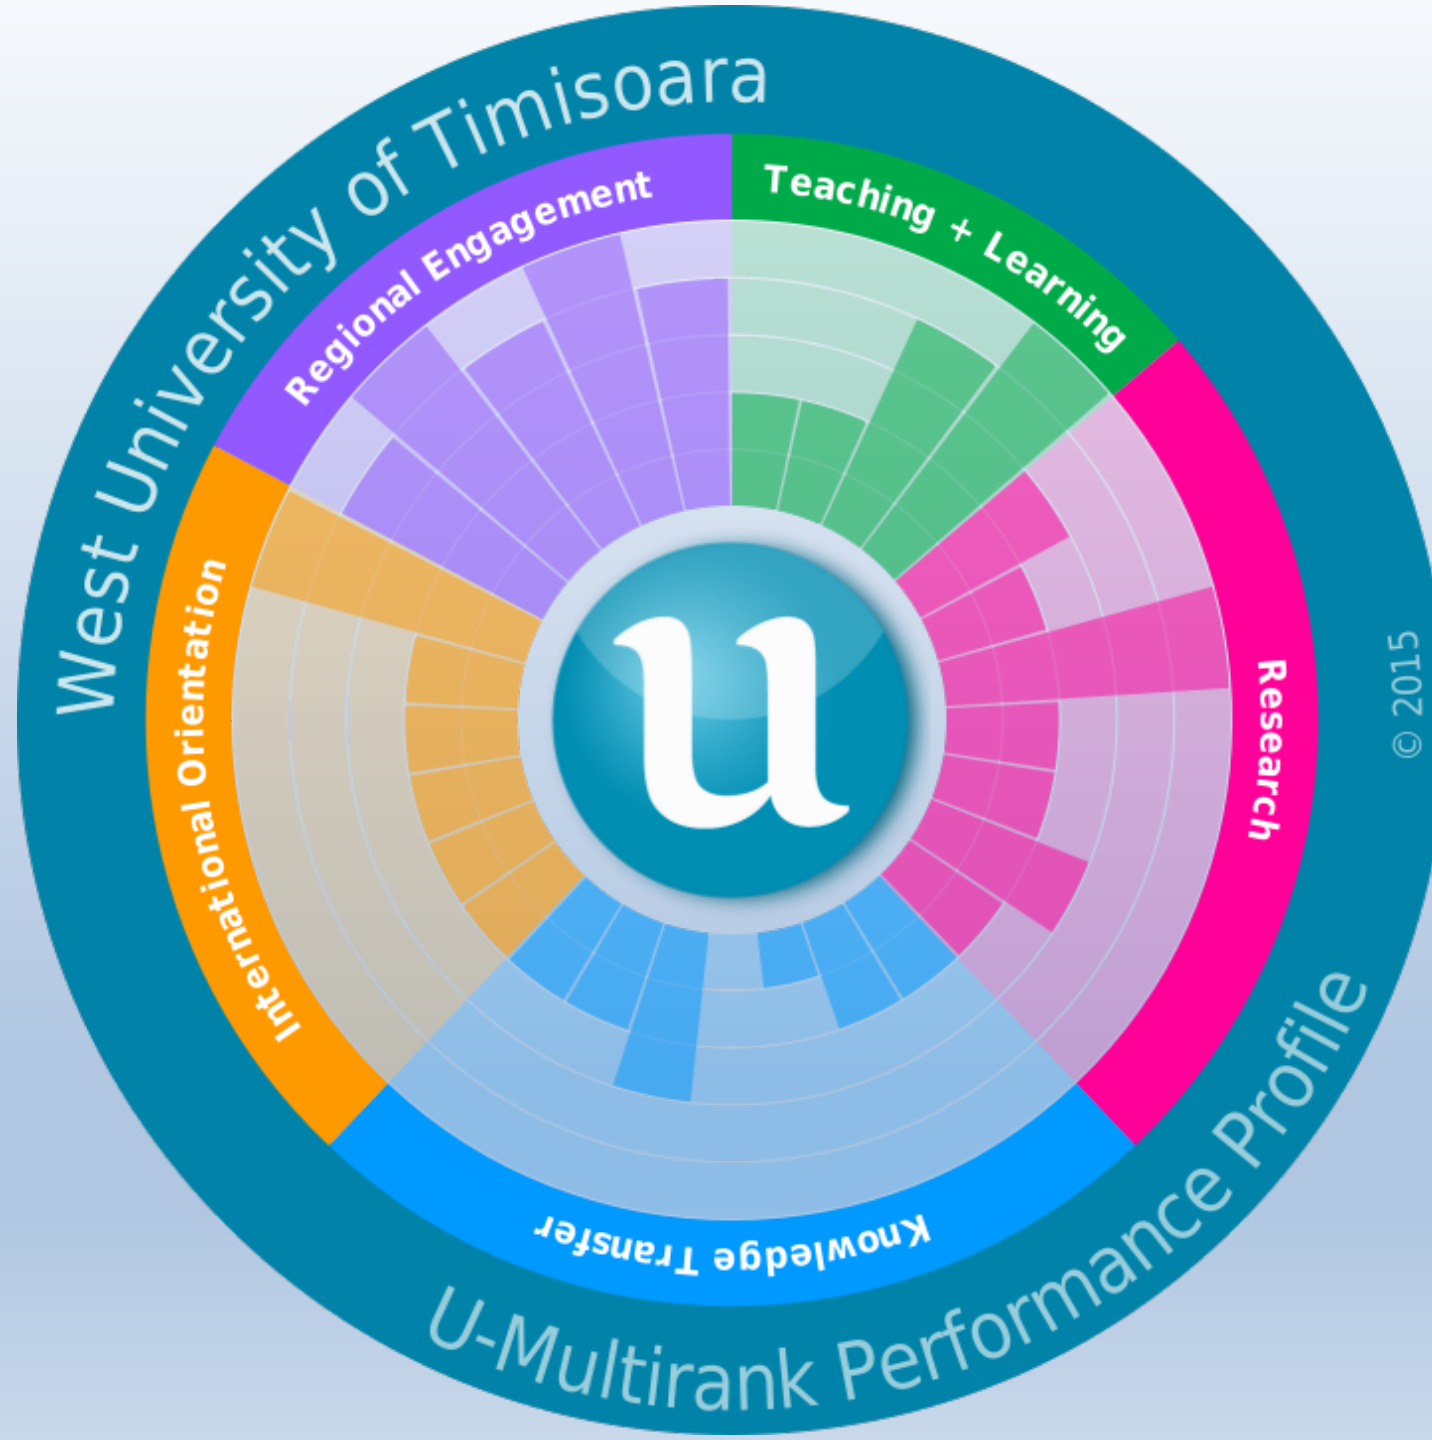 West University of Timisoara
Regional Engagement
Teaching + Learning
International Orientation
Research
Knowledge Transfer
u
© 2015
U-Multirank Performance Profile